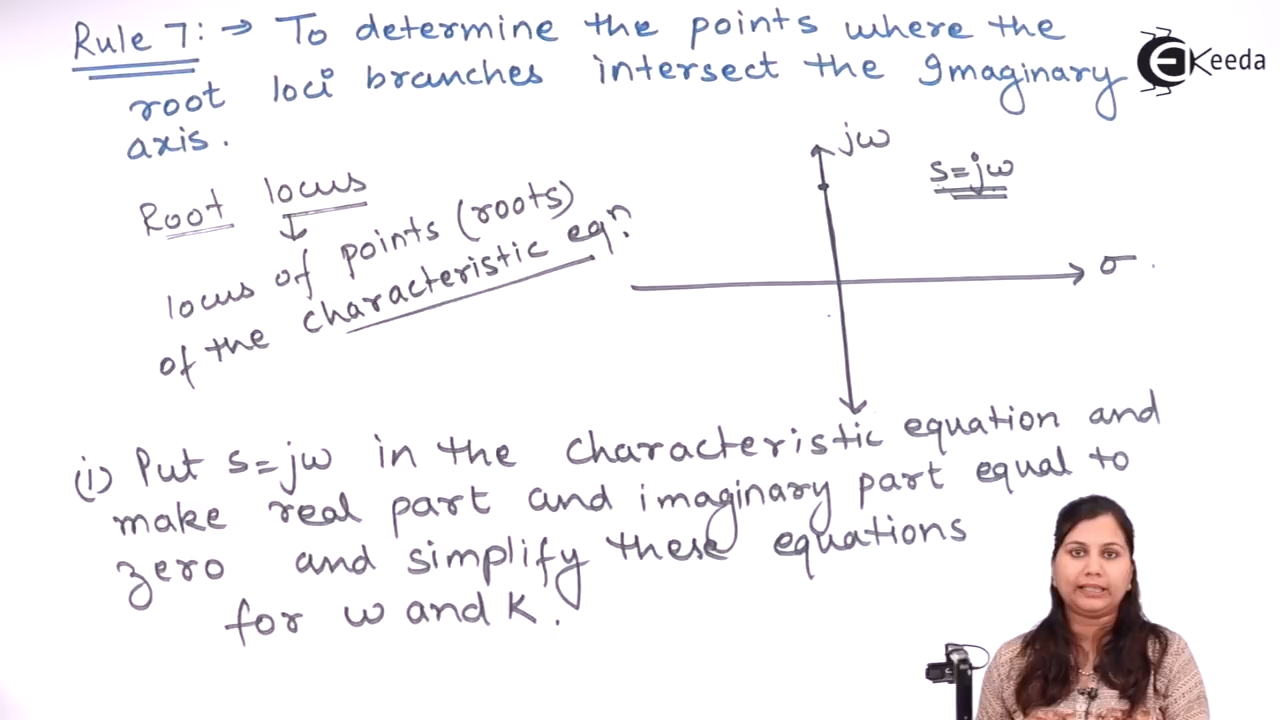 Rule 7: → To determine the points where the
root loci branches intersect the Imaginary
axis.
EKeeda
jω
s=jω
σ
Root locus
↓
locus of points (roots)
of the characteristic eqn.
(i) Put s=jω in the characteristic equation and
make real part and imaginary part equal to
zero and simplify these equations
for ω and K.